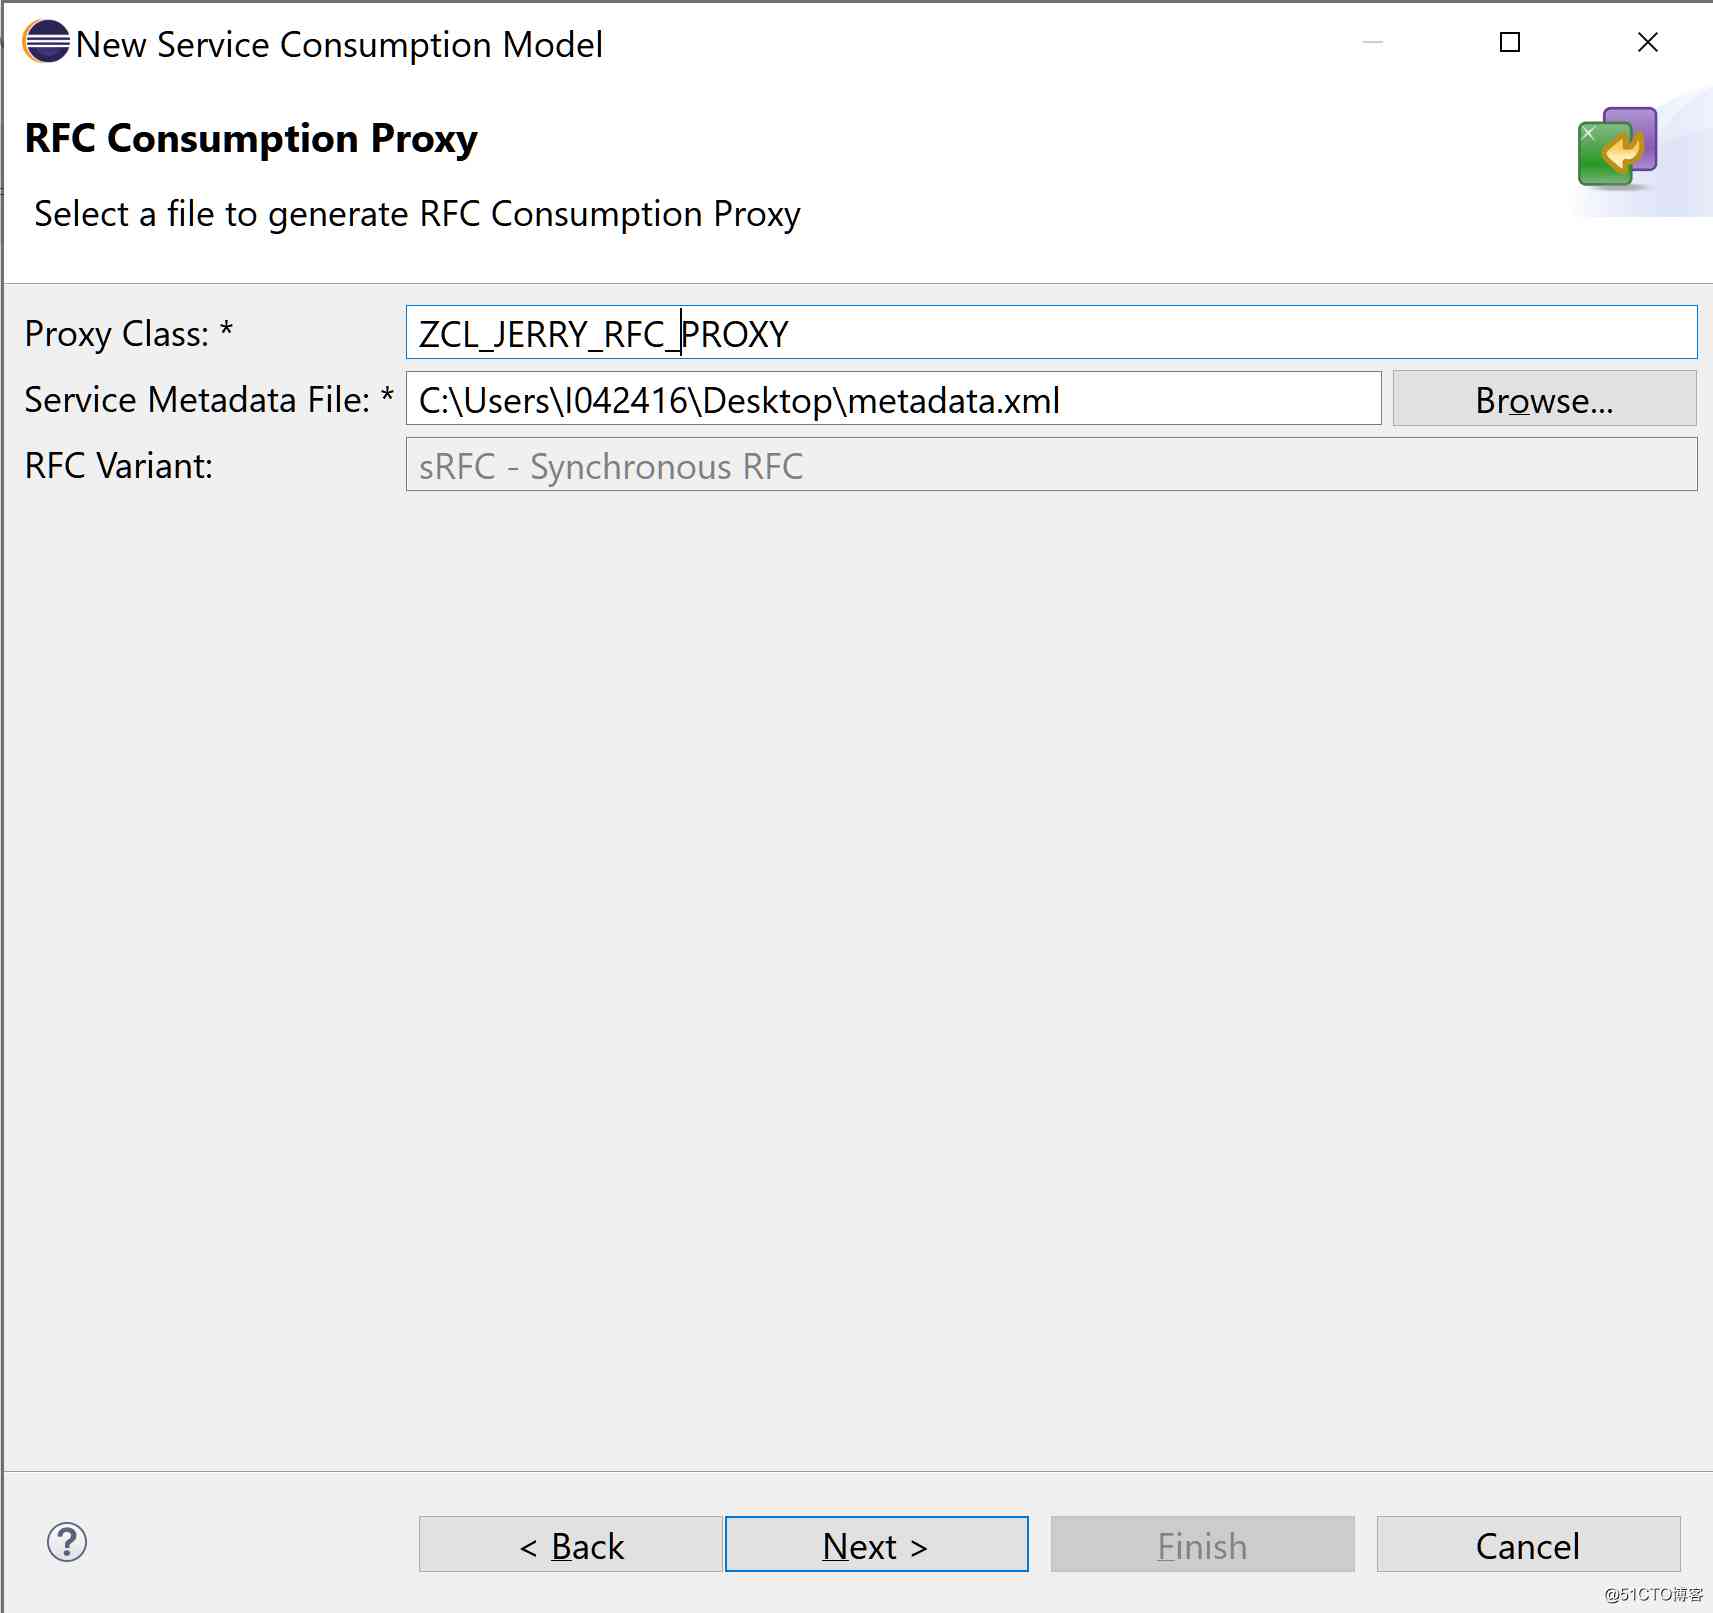 New Service Consumption Model
RFC Consumption Proxy
Select a file to generate RFC Consumption Proxy
Proxy Class: * ZCL_JERRY_RFC_PROXY
Service Metadata File: * C:\Users\I042416\Desktop\metadata.xml Browse...
RFC Variant: sRFC - Synchronous RFC
? < Back Next > Finish Cancel
@51CTO博客